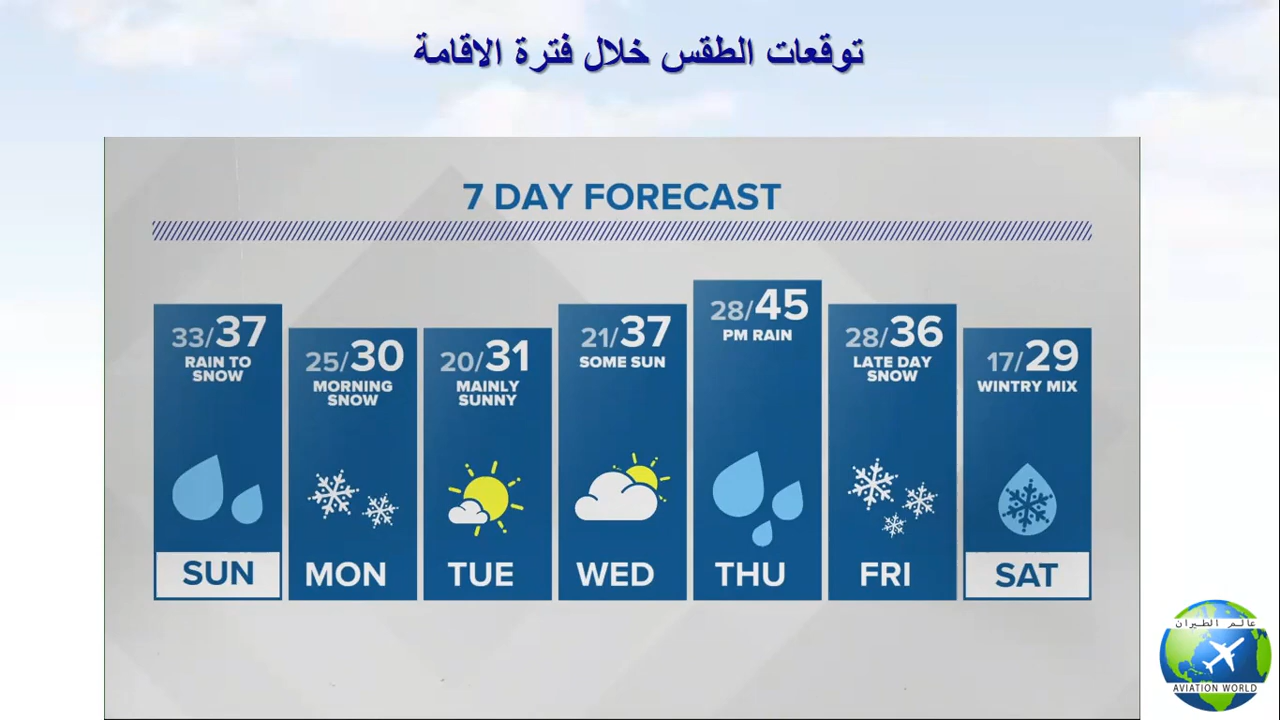 توقعات الطقس خلال فترة الاقامة
7 DAY FORECAST
33/37
RAIN TO
SNOW
SUN
25/30
MORNING
SNOW
MON
20/31
MAINLY
SUNNY
TUE
21/37
SOME SUN
WED
28/45
PM RAIN
THU
28/36
LATE DAY
SNOW
FRI
17/29
WINTRY MIX
SAT
عالم الطيران
AVIATION WORLD